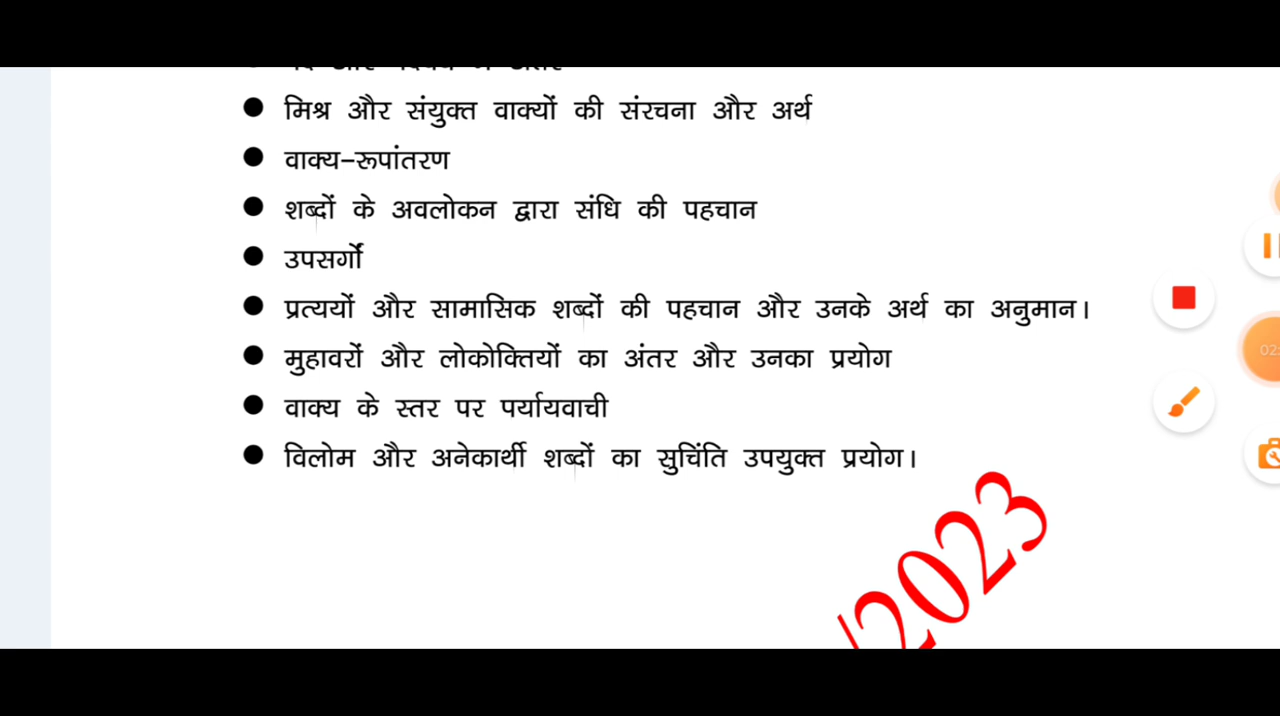 ● मिश्र और संयुक्त वाक्यों की संरचना और अर्थ
● वाक्य-रूपांतरण
● शब्दों के अवलोकन द्वारा संधि की पहचान
● उपसर्गों
● प्रत्ययों और सामासिक शब्दों की पहचान और उनके अर्थ का अनुमान।
● मुहावरों और लोकोक्तियों का अंतर और उनका प्रयोग
● वाक्य के स्तर पर पर्यायवाची
● विलोम और अनेकार्थी शब्दों का सुचिंति उपयुक्त प्रयोग।
/2023